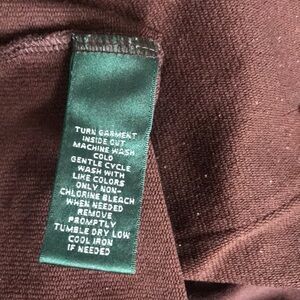 TURN GARMENT
INSIDE OUT
MACHINE WASH
COLD
GENTLE CYCLE
WASH WITH
LIKE COLORS
ONLY NON-
CHLORINE BLEACH
WHEN NEEDED
REMOVE
PROMPTLY
TUMBLE DRY LOW
COOL IRON
IF NEEDED